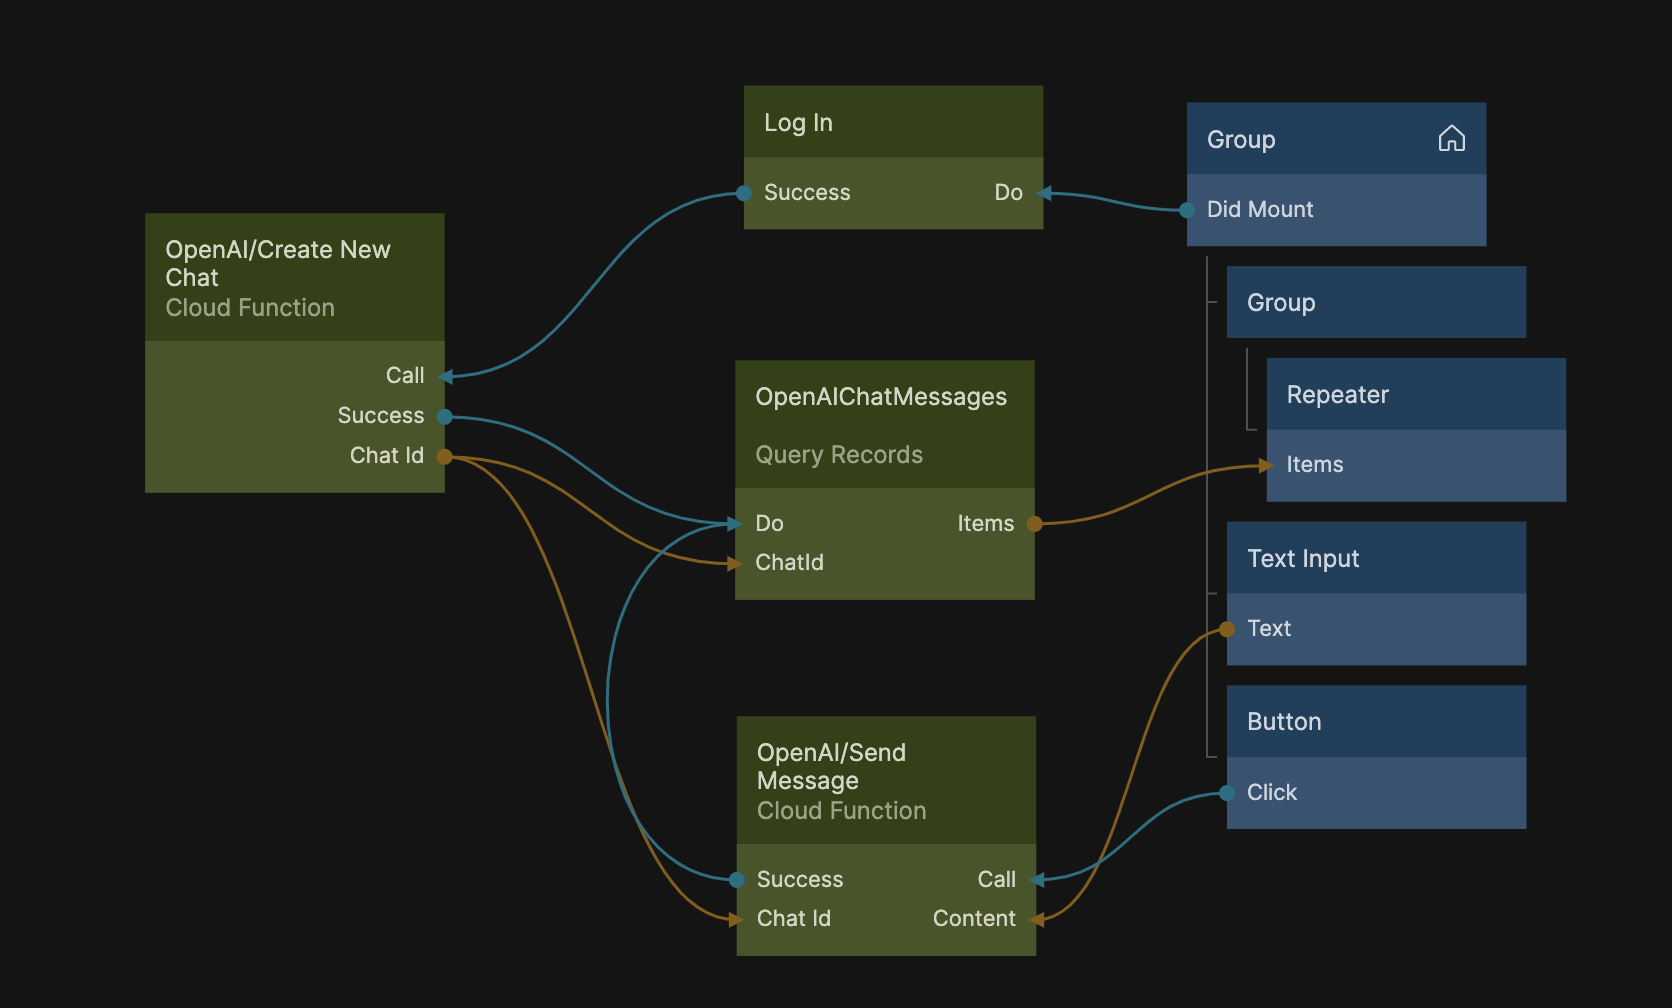 OpenAI/Create New
Chat
Cloud Function
Call
Success
Chat Id
Log In
Success
Do
OpenAIChatMessages
Query Records
Do
Items
ChatId
OpenAI/Send
Message
Cloud Function
Success
Call
Chat Id
Content
Group
Did Mount
Group
Repeater
Items
Text Input
Text
Button
Click